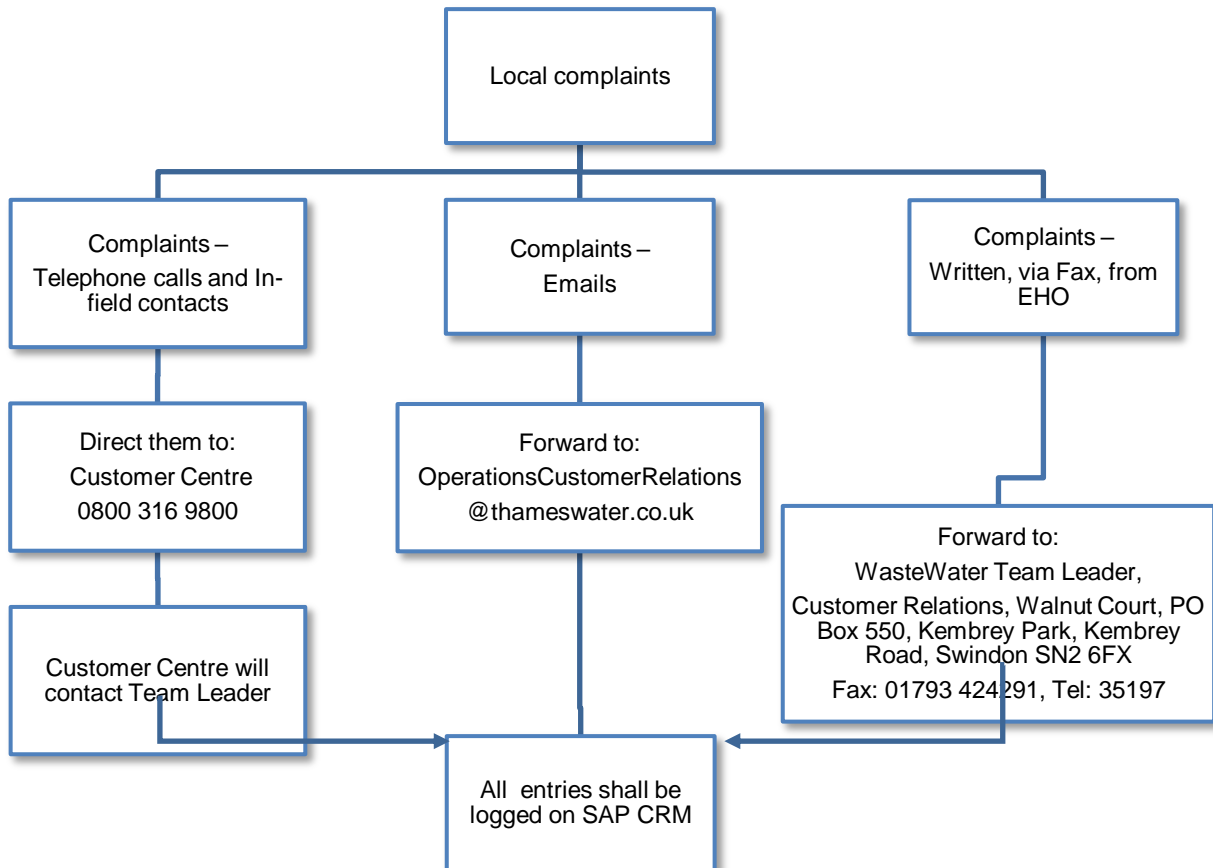 Local complaints
Complaints –
Telephone calls and In-
field contacts
Complaints –
Emails
Complaints –
Written, via Fax, from
EHO
Direct them to:
Customer Centre
0800 316 9800
Forward to:
OperationsCustomerRelations
@thameswater.co.uk
Forward to:
WasteWater Team Leader,
Customer Relations, Walnut Court, PO
Box 550, Kembrey Park, Kembrey
Road, Swindon SN2 6FX
Fax: 01793 424291, Tel: 35197
Customer Centre will
contact Team Leader
All  entries shall be
logged on SAP CRM